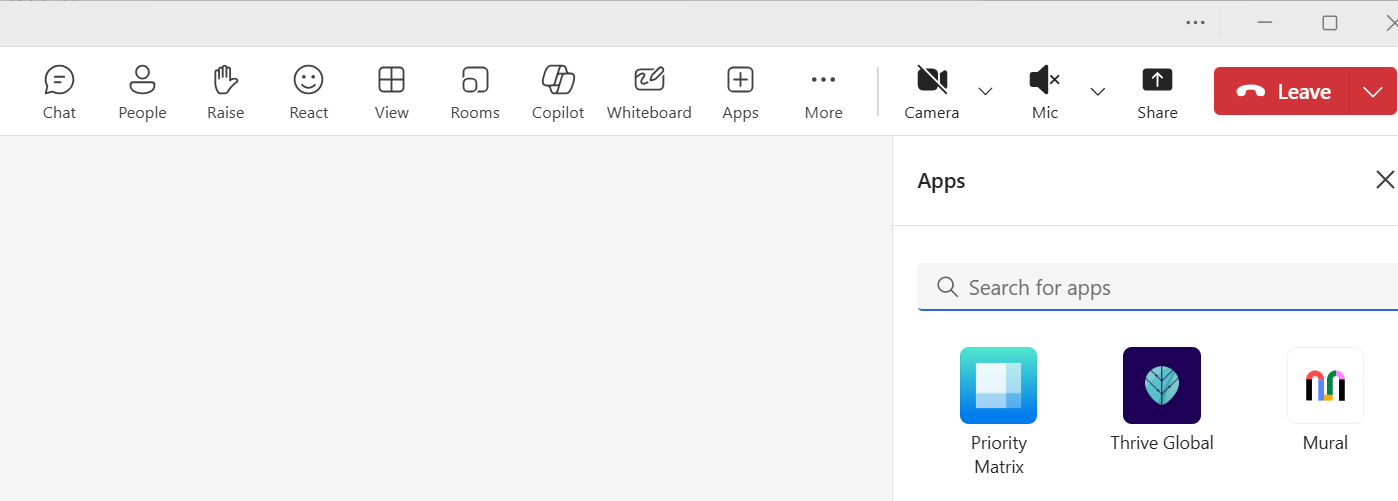 Chat People Raise React View Rooms Copilot Whiteboard Apps More Camera Mic Share Leave
Apps
Search for apps
Priority Matrix
Thrive Global
Mural